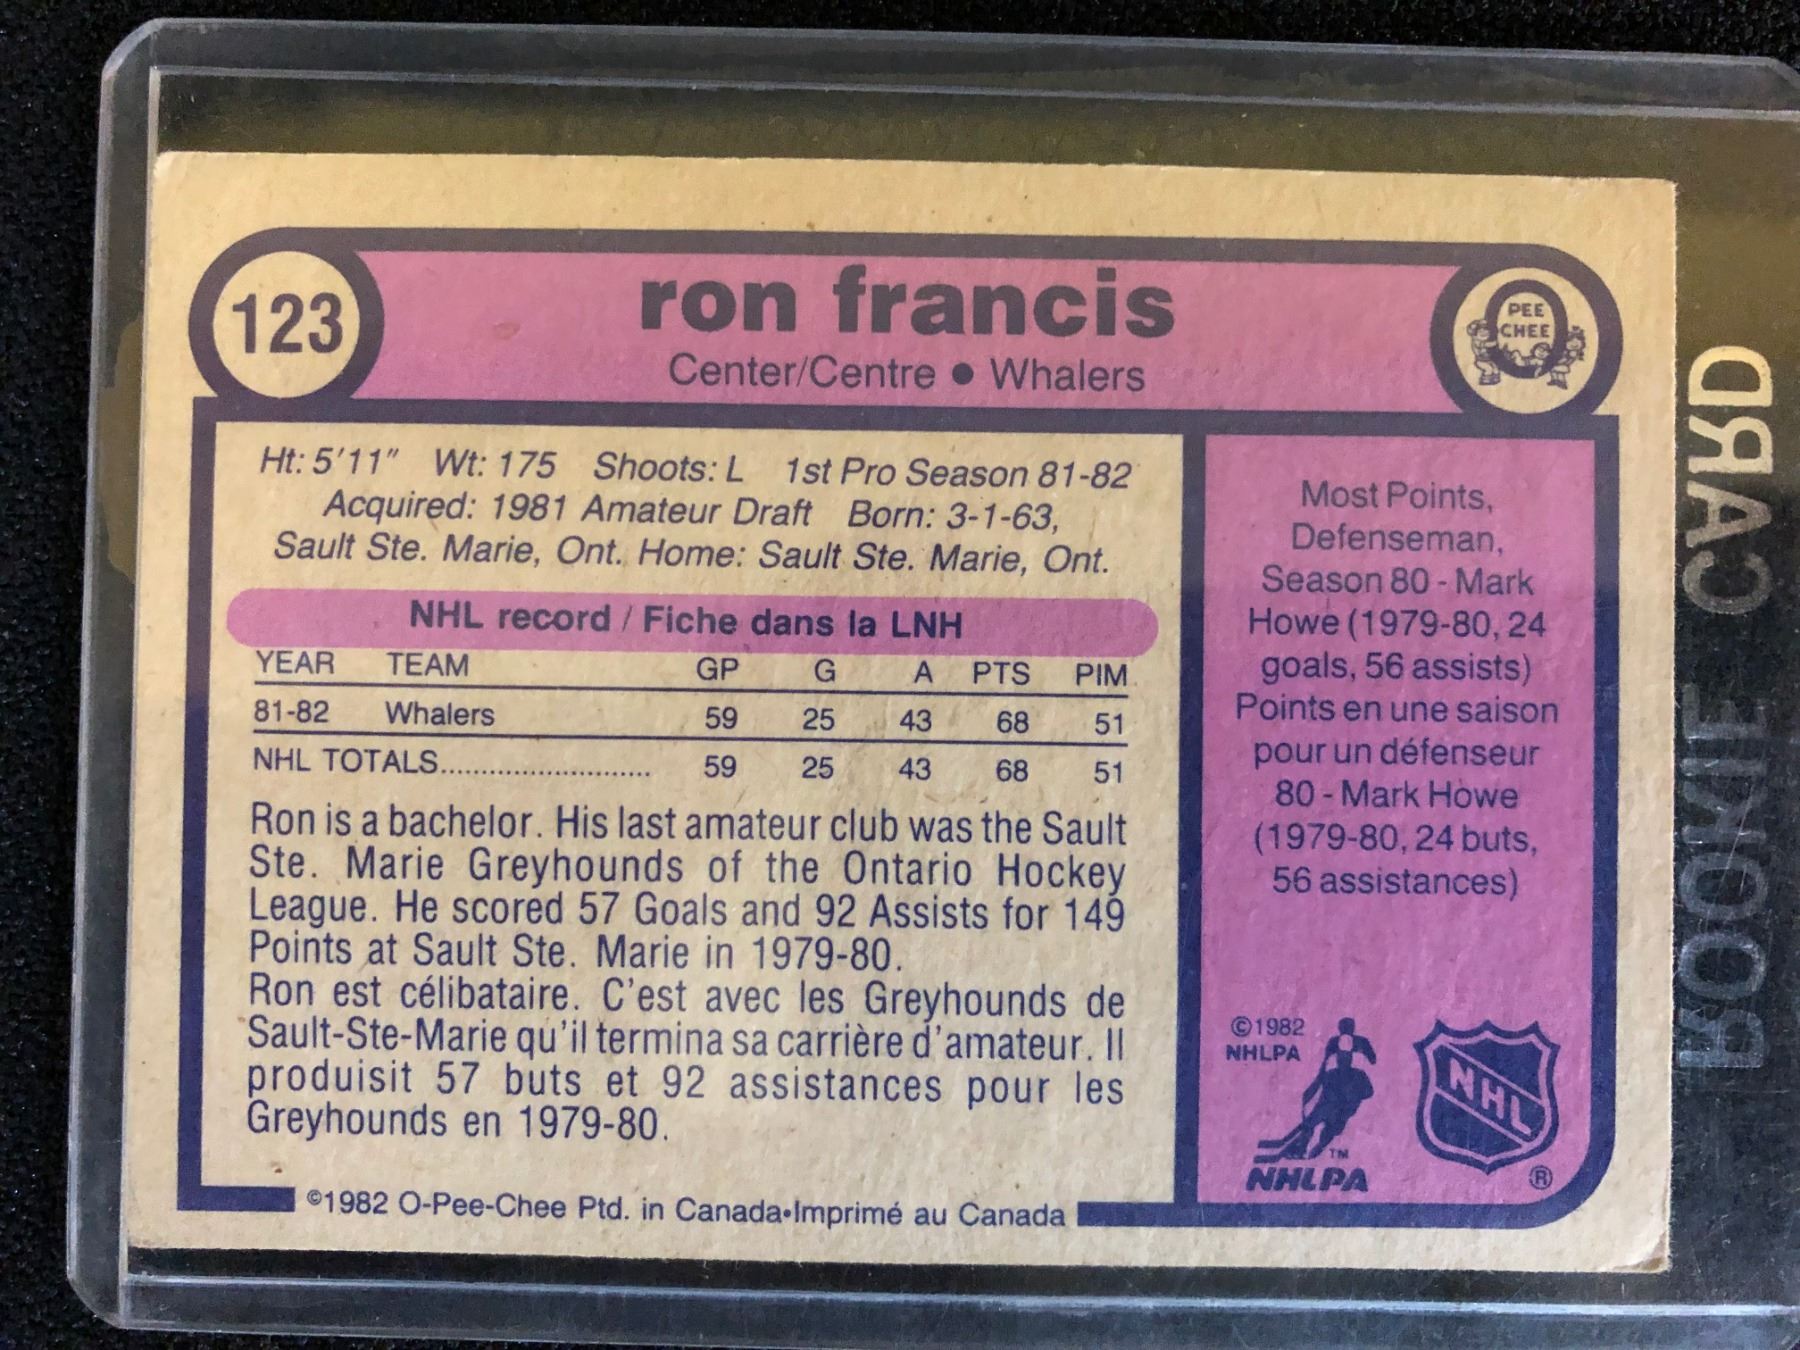 123
ron francis
Center/Centre • Whalers
PEE
CHEE
Ht: 5'11" Wt: 175 Shoots: L 1st Pro Season 81-82
Acquired: 1981 Amateur Draft Born: 3-1-63,
Sault Ste. Marie, Ont. Home: Sault Ste. Marie, Ont.
NHL record / Fiche dans la LNH
YEAR TEAM GP G A PTS PIM
81-82 Whalers 59 25 43 68 51
NHL TOTALS.......................... 59 25 43 68 51
Ron is a bachelor. His last amateur club was the Sault
Ste. Marie Greyhounds of the Ontario Hockey
League. He scored 57 Goals and 92 Assists for 149
Points at Sault Ste. Marie in 1979-80.
Ron est célibataire. C'est avec les Greyhounds de
Sault-Ste-Marie qu'il termina sa carrière d'amateur. Il
produisit 57 buts et 92 assistances pour les
Greyhounds en 1979-80.
©1982 O-Pee-Chee Ptd. in Canada•Imprimé au Canada
Most Points,
Defenseman,
Season 80 - Mark
Howe (1979-80, 24
goals, 56 assists)
Points en une saison
pour un défenseur
80 - Mark Howe
(1979-80, 24 buts,
56 assistances)
©1982
NHLPA
TM
NHLPA
NHL
®
ROOKIE CARD